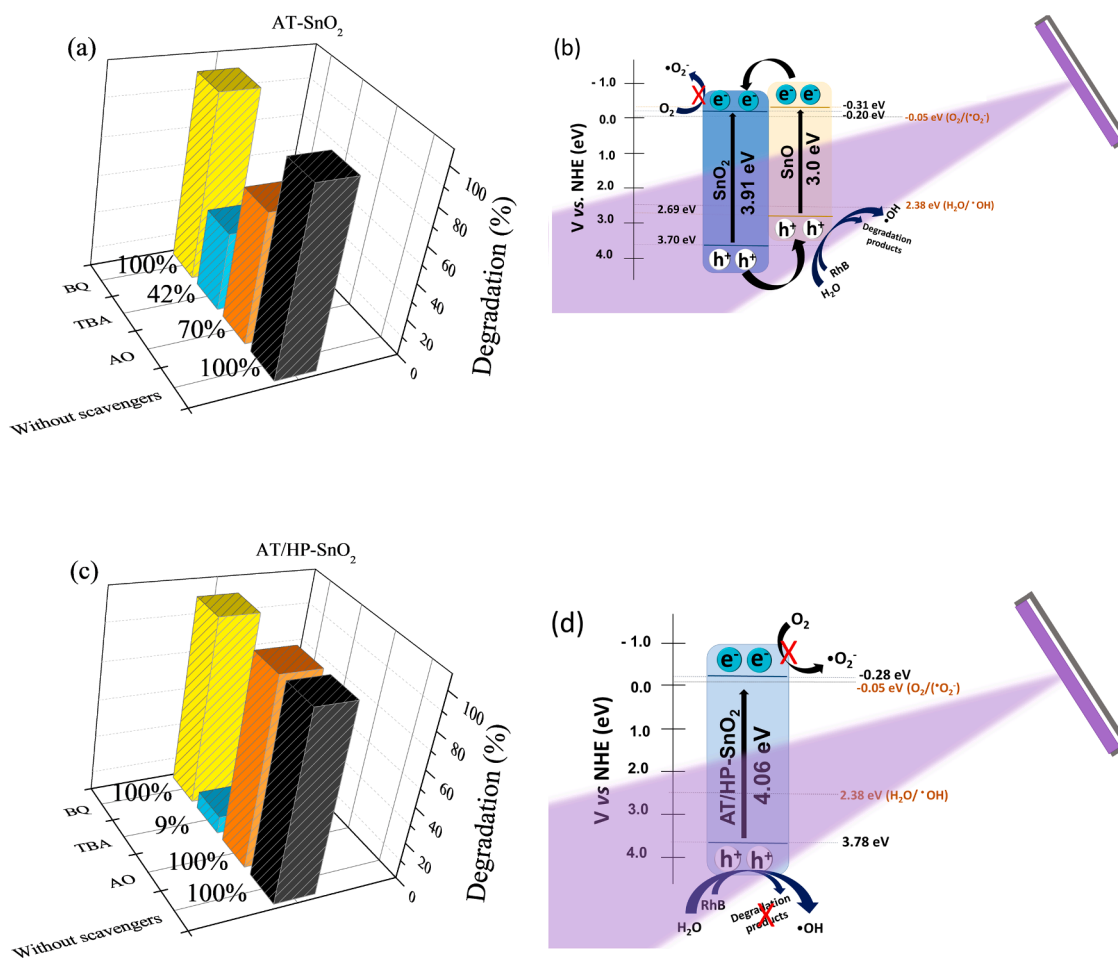 AT-SnO2
(a)
100%
42%
70%
100%
BQ
TBA
AO
Without scavengers
0
20
40
60
80
100
Degradation (%)
(b)
V vs. NHE (eV)
- 1.0
0.0
1.0
2.0
3.0
4.0
•O2-
X
O2
e- e-
e- e-
-0.31 eV
-0.20 eV
-0.05 eV (O2/(•O2-)
SnO2
3.91 eV
SnO
3.0 eV
2.69 eV
3.70 eV
2.38 eV (H2O/ •OH)
h+ h+
h+ h+
•OH
Degradation
products
RhB
H2O
AT/HP-SnO2
(c)
100%
9%
100%
100%
BQ
TBA
AO
Without scavengers
0
20
40
60
80
100
Degradation (%)
(d)
V vs NHE (eV)
- 1.0
0.0
1.0
2.0
3.0
4.0
O2
X
•O2-
e- e-
-0.28 eV
-0.05 eV (O2/(•O2-)
AT/HP-SnO2
4.06 eV
2.38 eV (H2O/ •OH)
3.78 eV
h+ h+
RhB
H2O
Degradation
products
X
•OH